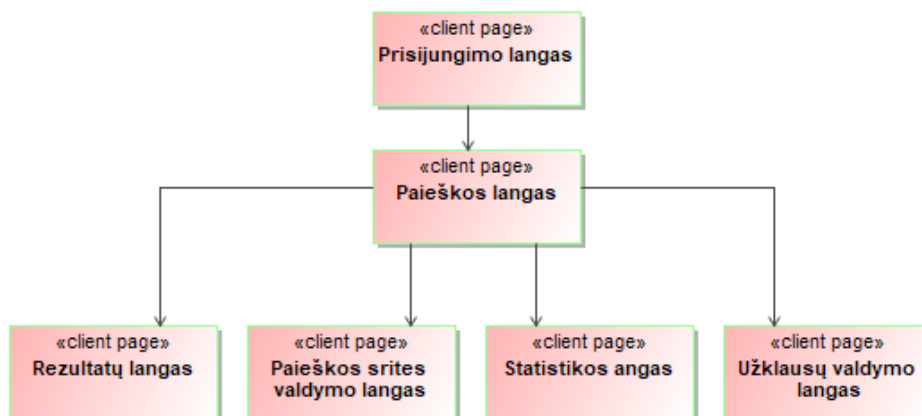 «client page»
Prisijungimo langas
«client page»
Paieškos langas
«client page»
Rezultatų langas
«client page»
Paieškos srites
valdymo langas
«client page»
Statistikos angas
«client page»
Užklausų valdymo
langas